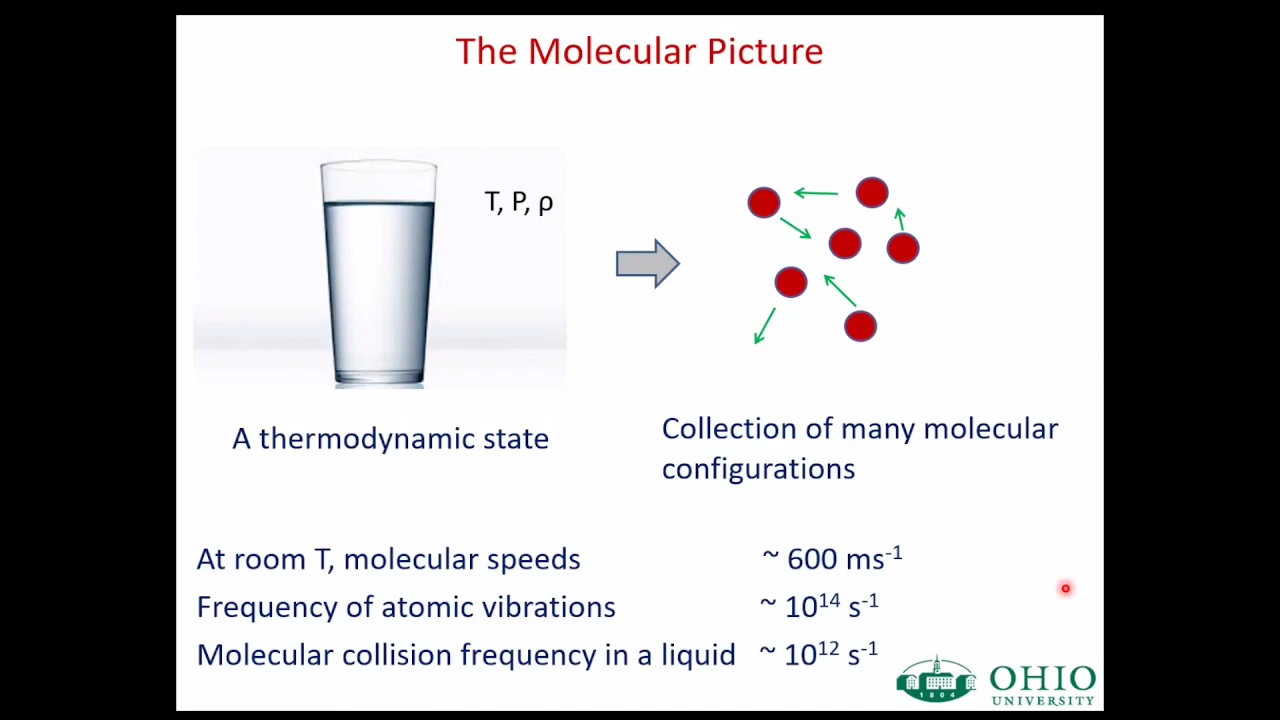 The Molecular Picture
T, P, ρ
A thermodynamic state
Collection of many molecular
configurations
At room T, molecular speeds ~ 600 ms⁻¹
Frequency of atomic vibrations ~ 10¹⁴ s⁻¹
Molecular collision frequency in a liquid ~ 10¹² s⁻¹
1804
OHIO
UNIVERSITY